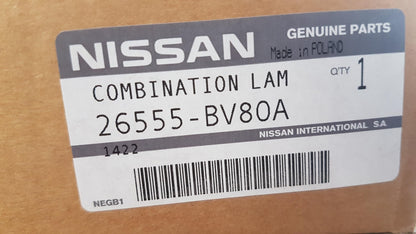 NISSAN GENUINE PARTS
Made in POLAND
COMBINATION LAM
QTY 1
26555-BV80A
NISSAN INTERNATIONAL SA
1422
NEGB1